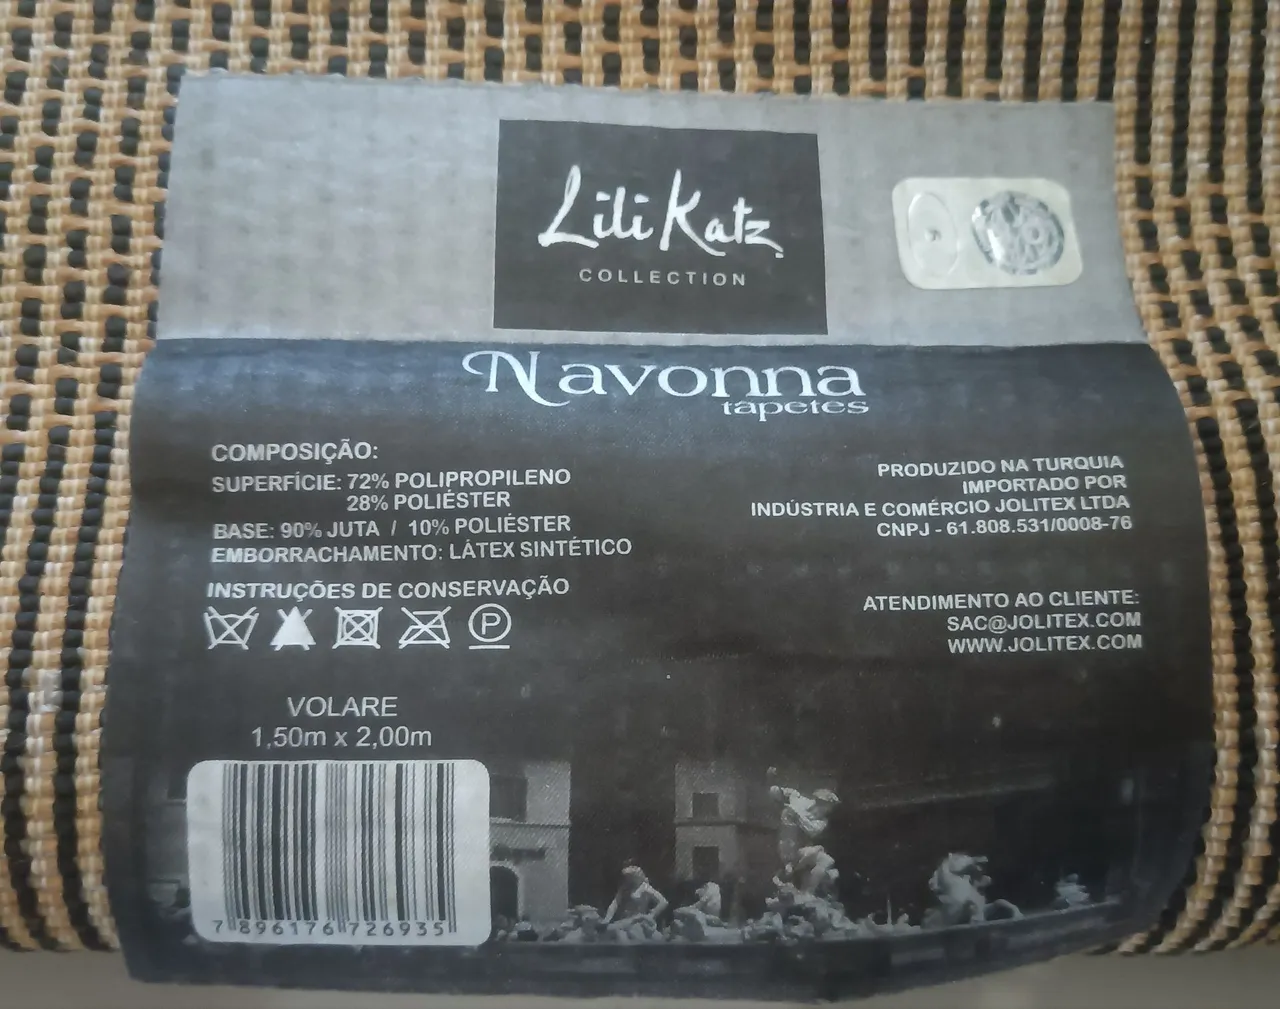 Lili Katz
COLLECTION
Navonna
tapetes
COMPOSIÇÃO:
SUPERFÍCIE: 72% POLIPROPILENO
28% POLIÉSTER
BASE: 90% JUTA / 10% POLIÉSTER
EMBORRACHAMENTO: LÁTEX SINTÉTICO
INSTRUÇÕES DE CONSERVAÇÃO
P
VOLARE
1,50m x 2,00m
7 896176 726935
PRODUZIDO NA TURQUIA
IMPORTADO POR
INDÚSTRIA E COMÉRCIO JOLITEX LTDA
CNPJ - 61.808.531/0008-76
ATENDIMENTO AO CLIENTE:
SAC@JOLITEX.COM
WWW.JOLITEX.COM